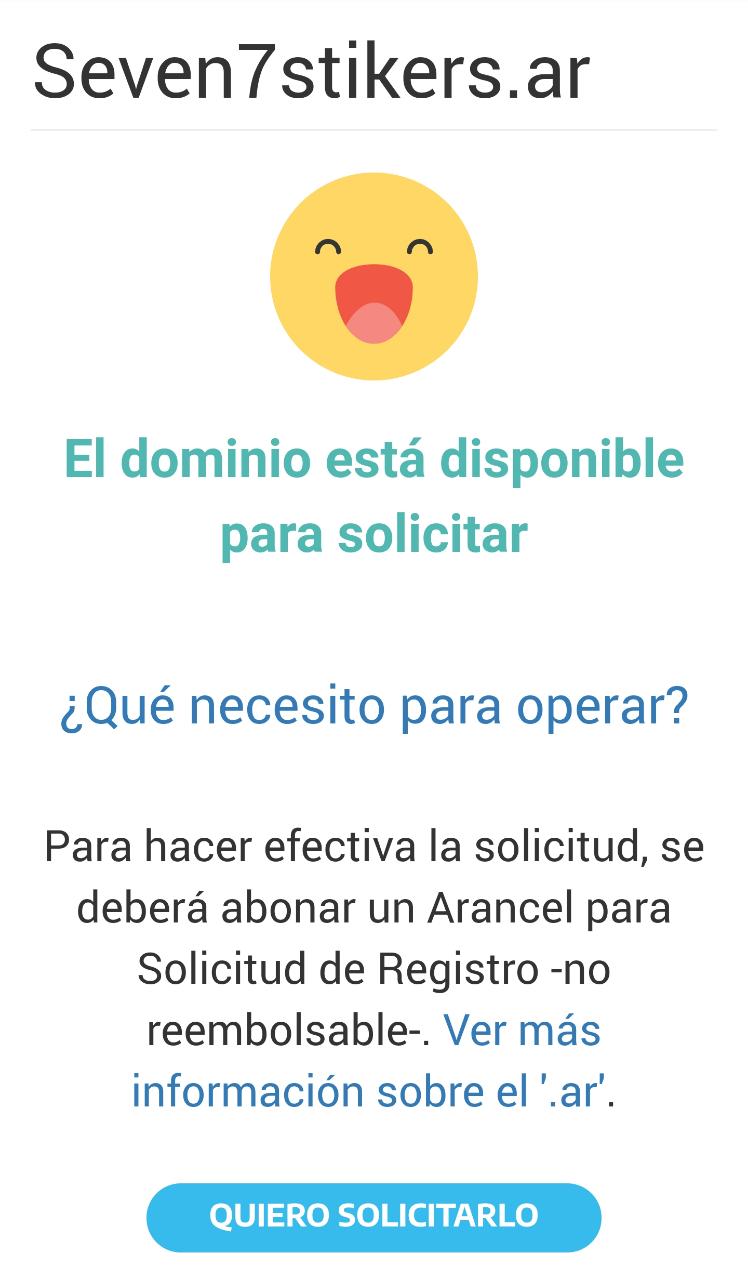 Seven7stikers.ar
El dominio está disponible
para solicitar
¿Qué necesito para operar?
Para hacer efectiva la solicitud, se
deberá abonar un Arancel para
Solicitud de Registro -no
reembolsable-. Ver más
información sobre el '.ar'.
QUIERO SOLICITARLO